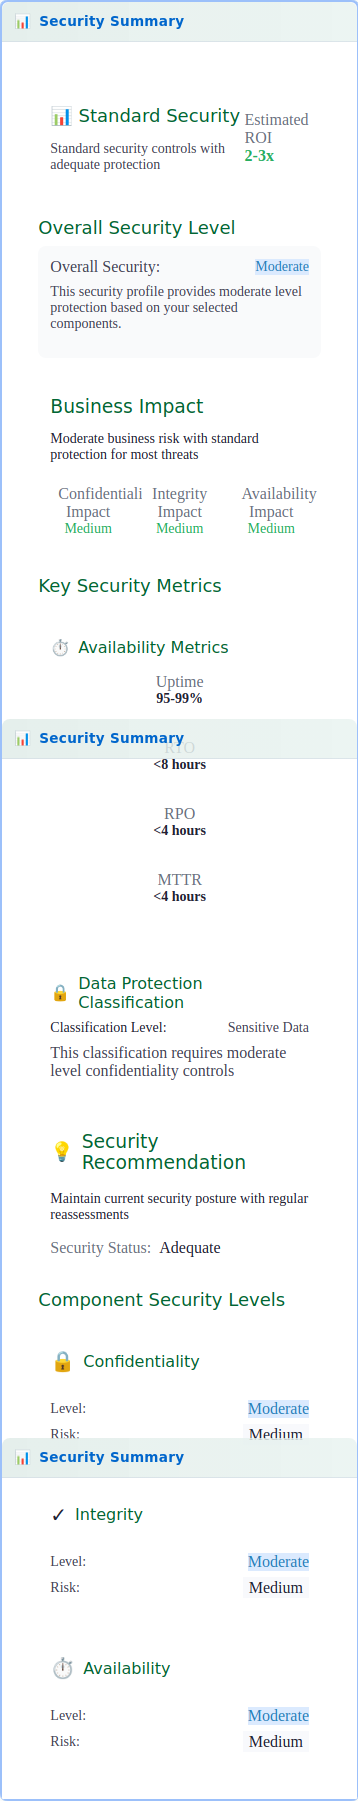 📊 Security Summary
📊 Standard Security
Standard security controls with
adequate protection
Estimated
ROI
2-3x
Overall Security Level
Overall Security: Moderate
This security profile provides moderate level
protection based on your selected
components.
Business Impact
Moderate business risk with standard
protection for most threats
Confidentiali Integrity Availability
Impact Impact Impact
Medium Medium Medium
Key Security Metrics
⏱️ Availability Metrics
Uptime
95-99%
📊 Security Summary
RTO
<8 hours
RPO
<4 hours
MTTR
<4 hours
🔒 Data Protection
Classification
Classification Level: Sensitive Data
This classification requires moderate
level confidentiality controls
💡 Security
Recommendation
Maintain current security posture with regular
reassessments
Security Status: Adequate
Component Security Levels
🔒 Confidentiality
Level: Moderate
Risk: Medium
📊 Security Summary
✓ Integrity
Level: Moderate
Risk: Medium
⏱️ Availability
Level: Moderate
Risk: Medium